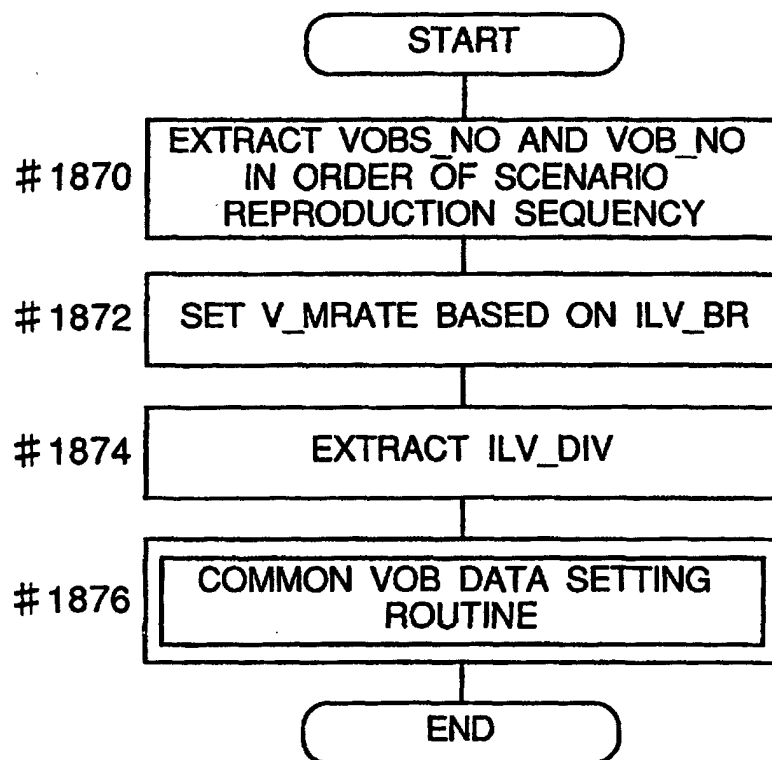 START
#1870
EXTRACT VOBS_NO AND VOB_NO
IN ORDER OF SCENARIO
REPRODUCTION SEQUENCY
#1872
SET V_MRATE BASED ON ILV_BR
#1874
EXTRACT ILV_DIV
#1876
COMMON VOB DATA SETTING
ROUTINE
END